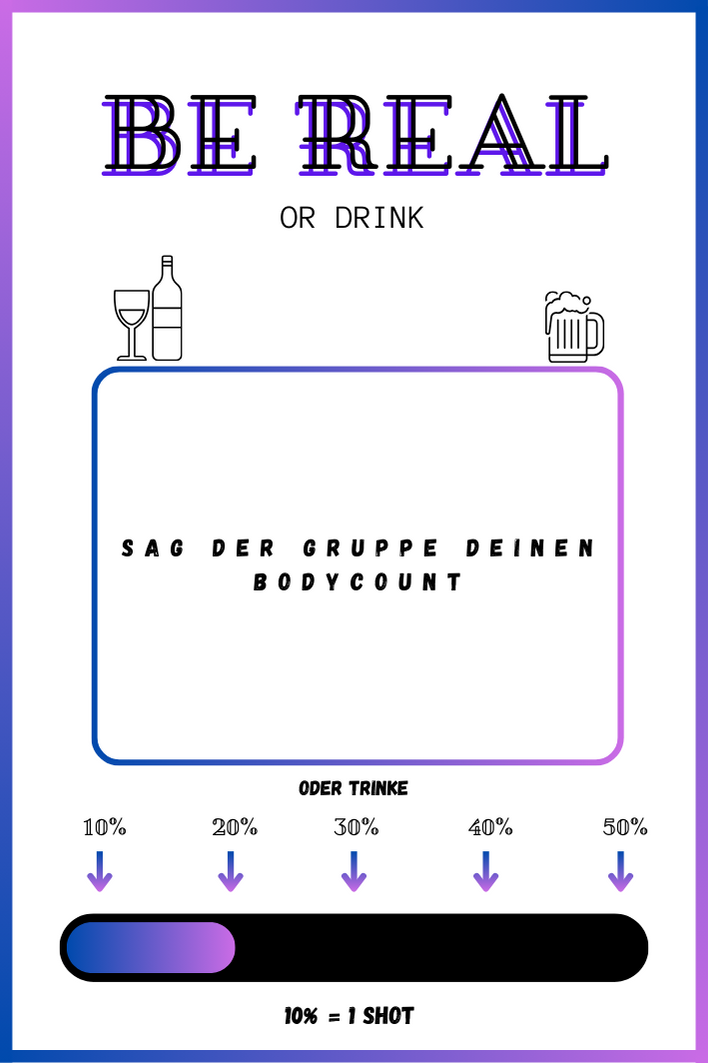 BE REAL
OR DRINK
SAG DER GRUPPE DEINEN
BODYCOUNT
ODER TRINKE
10% 20% 30% 40% 50%
10% = 1 SHOT